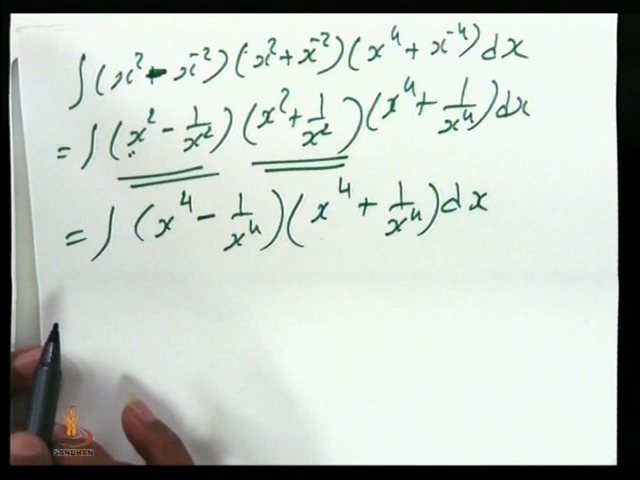 ∫(x² - x⁻²)(x² + x⁻²)(x⁴ + x⁻⁴)dx
= ∫(x² - 1/x²)(x² + 1/x²)(x⁴ + 1/x⁴)dx
= ∫(x⁴ - 1/x⁴)(x⁴ + 1/x⁴)dx
SANDHAN